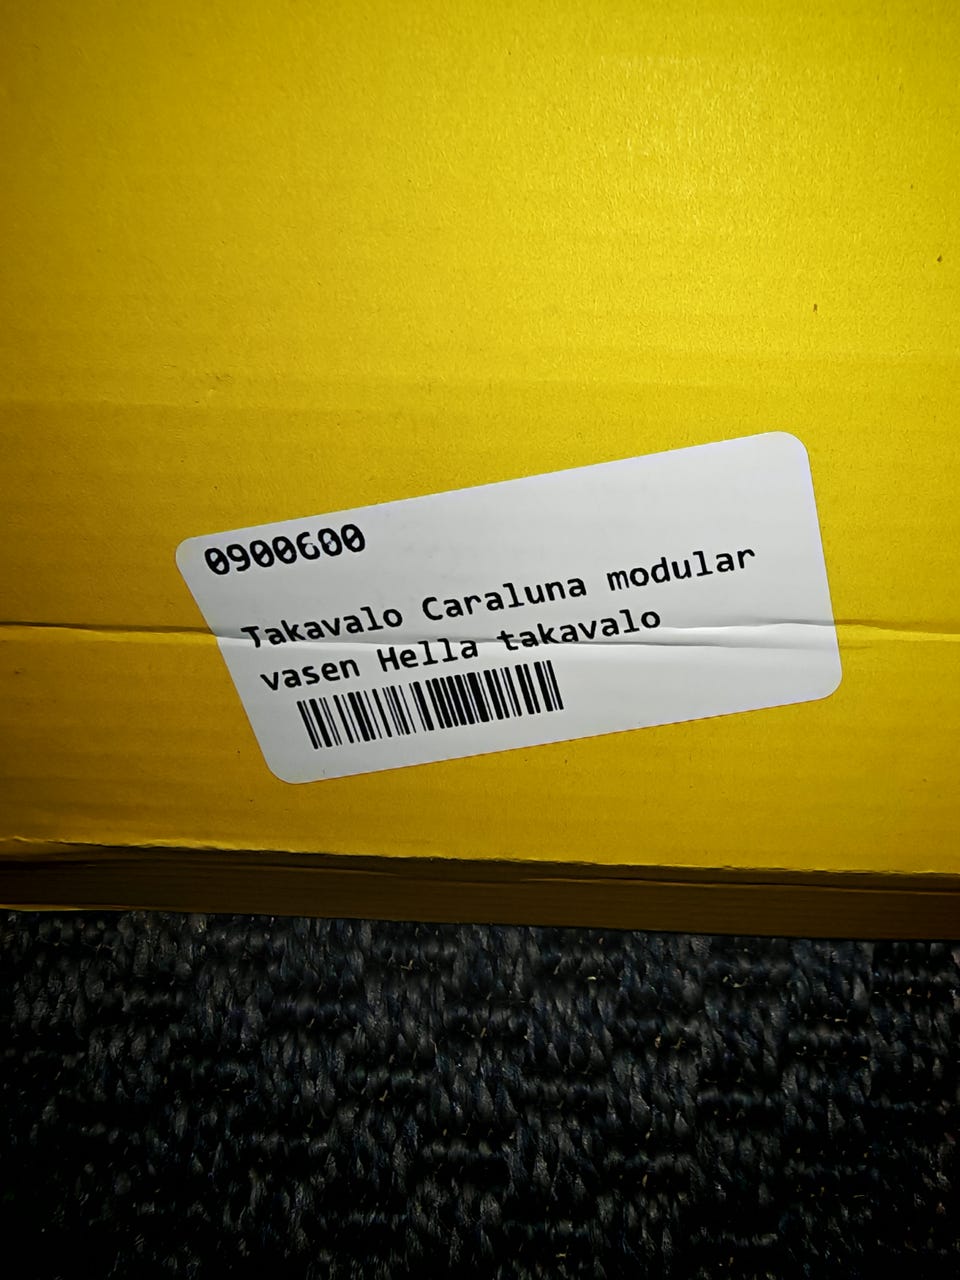 0900600
Takavalo Caraluna modular
vasen Hella takavalo